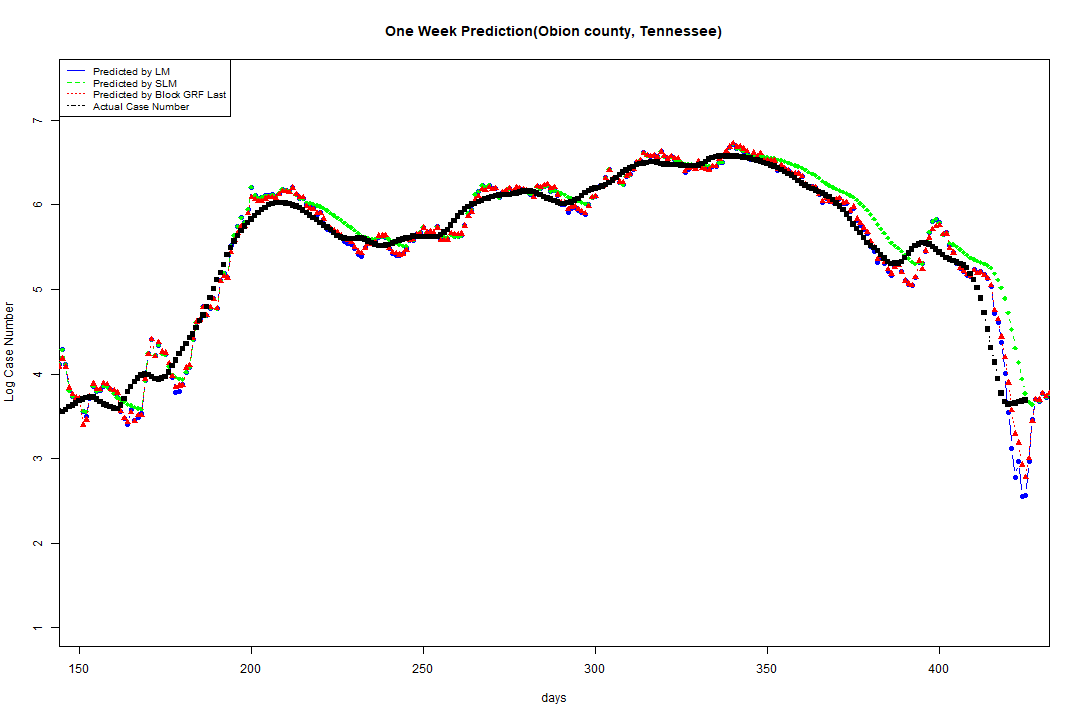 One Week Prediction(Obion county, Tennessee)
Predicted by LM
Predicted by SLM
Predicted by Block GRF Last
Actual Case Number
Log Case Number
7
6
5
4
3
2
1
150 200 250 300 350 400
days